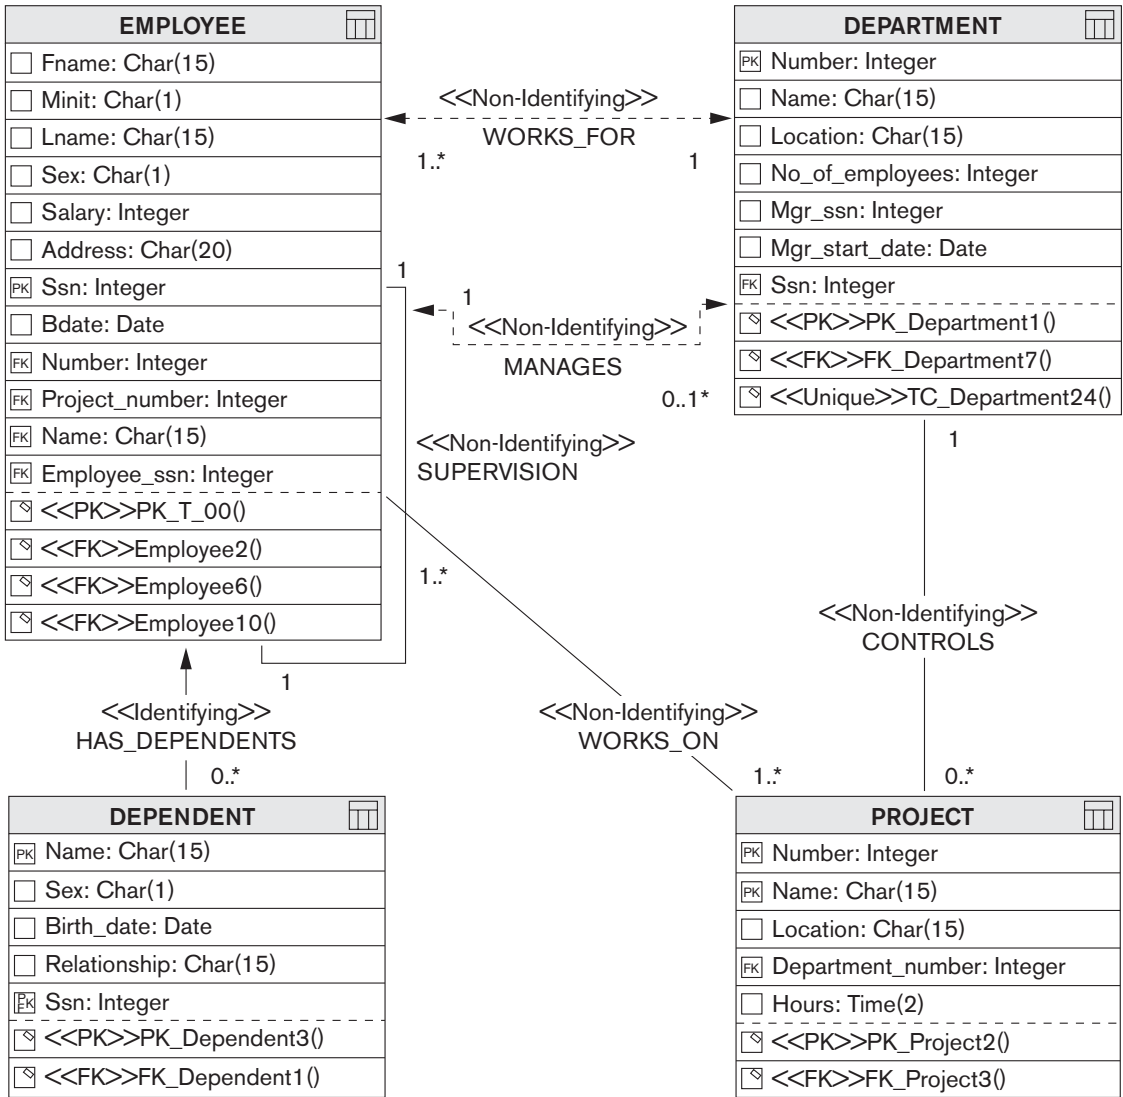 EMPLOYEE
Fname: Char(15)
Minit: Char(1)
Lname: Char(15)
Sex: Char(1)
Salary: Integer
Address: Char(20)
PK Ssn: Integer
Bdate: Date
FK Number: Integer
FK Project_number: Integer
FK Name: Char(15)
FK Employee_ssn: Integer
<<PK>>PK_T_00()
<<FK>>Employee2()
<<FK>>Employee6()
<<FK>>Employee10()
<<Non-Identifying>>
WORKS_FOR
1..*
1
DEPARTMENT
PK Number: Integer
Name: Char(15)
Location: Char(15)
No_of_employees: Integer
Mgr_ssn: Integer
Mgr_start_date: Date
FK Ssn: Integer
<<PK>>PK_Department1()
<<FK>>FK_Department7()
<<Unique>>TC_Department24()
1
1
<<Non-Identifying>>
MANAGES
0..1*
<<Non-Identifying>>
SUPERVISION
1
1..*
1
<<Non-Identifying>>
CONTROLS
0..*
<<Identifying>>
HAS_DEPENDENTS
0..*
<<Non-Identifying>>
WORKS_ON
1..*
DEPENDENT
PK Name: Char(15)
Sex: Char(1)
Birth_date: Date
Relationship: Char(15)
PFK Ssn: Integer
<<PK>>PK_Dependent3()
<<FK>>FK_Dependent1()
PROJECT
PK Number: Integer
PK Name: Char(15)
Location: Char(15)
FK Department_number: Integer
Hours: Time(2)
<<PK>>PK_Project2()
<<FK>>FK_Project3()